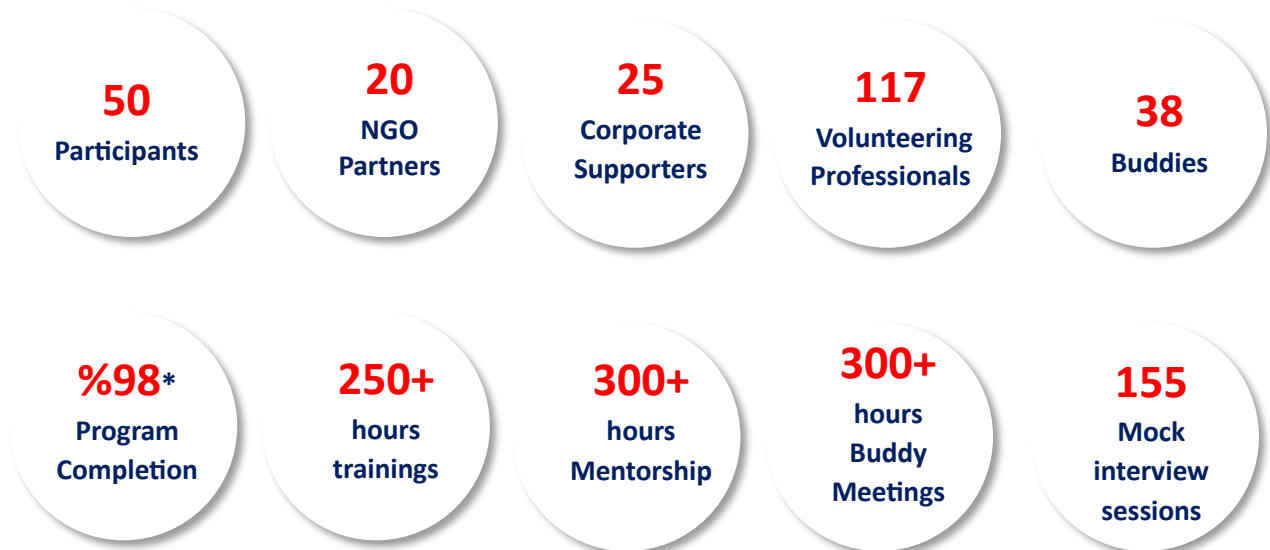 50
Participants
20
NGO
Partners
25
Corporate
Supporters
117
Volunteering
Professionals
38
Buddies
%98*
Program
Completion
250+
hours
trainings
300+
hours
Mentorship
300+
hours
Buddy
Meetings
155
Mock
interview
sessions